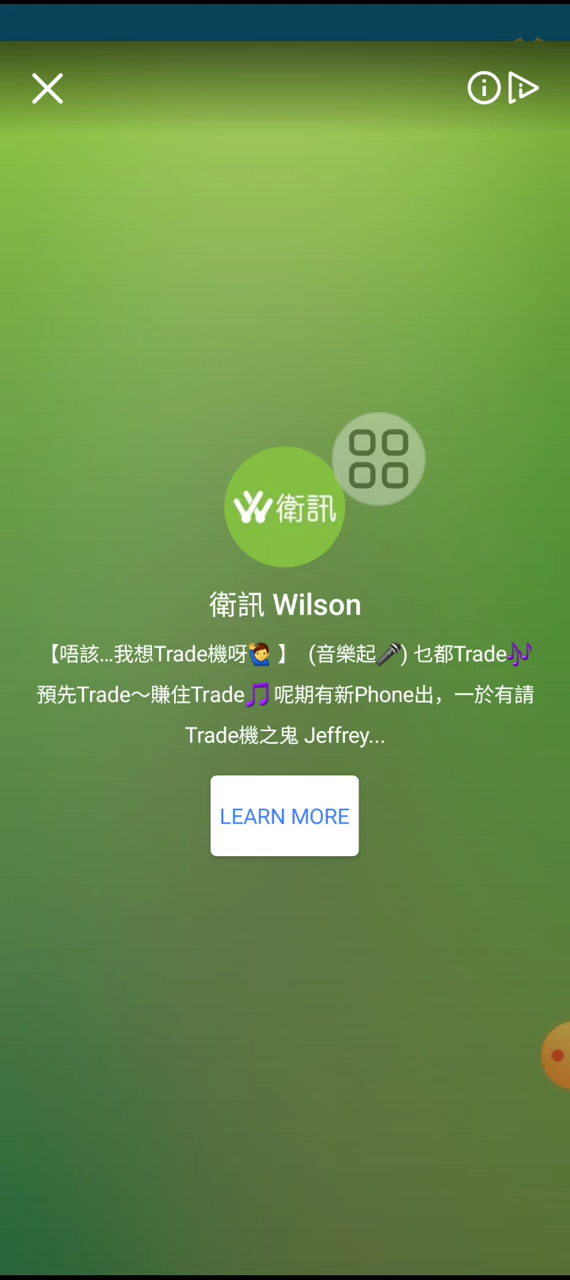 衛訊
衛訊 Wilson
【唔該...我想Trade機呀🙋‍♂️ 】 (音樂起🎤) 乜都Trade🎶
預先Trade～賺住Trade🎵呢期有新Phone出，一於有請
Trade機之鬼 Jeffrey...
LEARN MORE